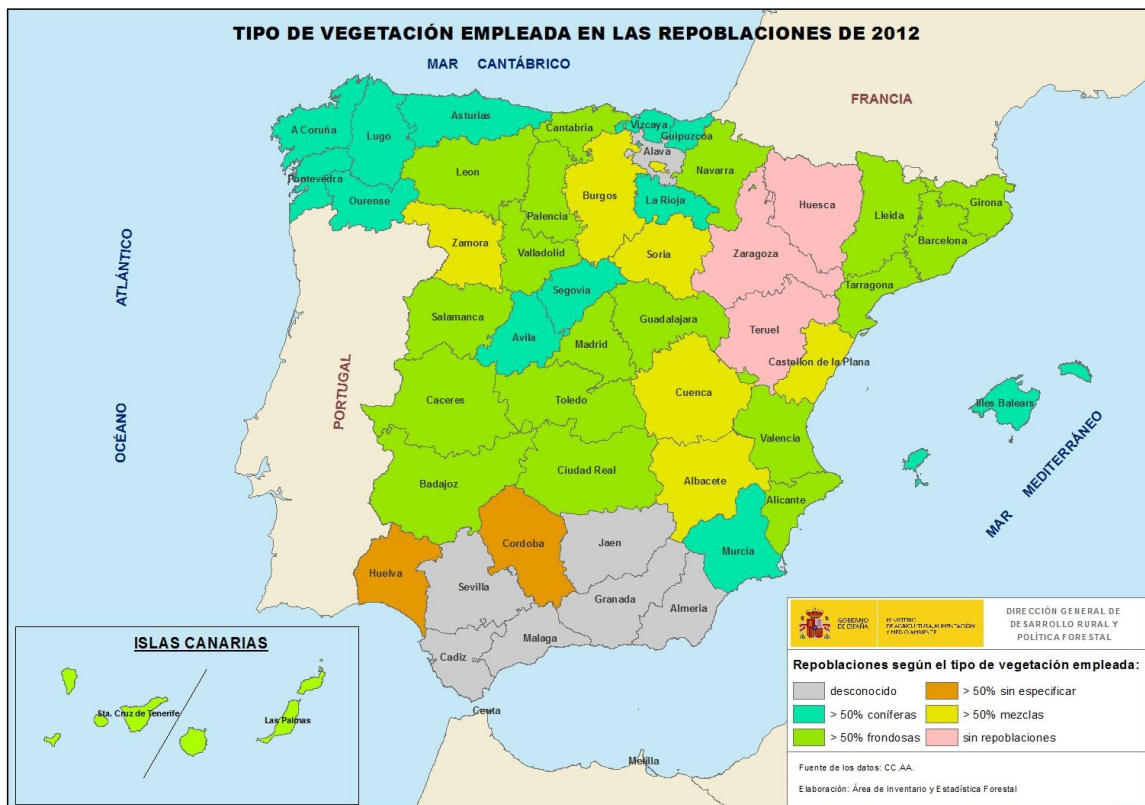 TIPO DE VEGETACIÓN EMPLEADA EN LAS REPOBLACIONES DE 2012
MAR CANTÁBRICO
FRANCIA
OCÉANO ATLÁNTICO
PORTUGAL
MAR MEDITERRÁNEO
A Coruña
Lugo
Asturias
Cantabria
Vizcaya
Guipuzcoa
Alava
Navarra
Pontevedra
Ourense
Leon
Palencia
Burgos
La Rioja
Huesca
Lleida
Girona
Barcelona
Zamora
Valladolid
Soria
Zaragoza
Tarragona
Segovia
Salamanca
Avila
Madrid
Guadalajara
Teruel
Castellon de la Plana
Caceres
Toledo
Cuenca
Valencia
Illes Balears
Badajoz
Ciudad Real
Albacete
Alicante
Huelva
Cordoba
Jaen
Murcia
Sevilla
Granada
Almeria
Malaga
Cadiz
Ceuta
Melilla
ISLAS CANARIAS
Sta. Cruz de Tenerife
Las Palmas
GOBIERNO
DE ESPAÑA
MINISTERIO
DE AGRICULTURA, ALIMENTACIÓN
Y MEDIO AMBIENTE
DIRECCIÓN GENERAL DE
DESARROLLO RURAL Y
POLÍTICA FORESTAL
Repoblaciones según el tipo de vegetación empleada:
desconocido
> 50% sin especificar
> 50% coníferas
> 50% mezclas
> 50% frondosas
sin repoblaciones
Fuente de los datos: CC.AA.
Elaboración: Área de Inventario y Estadística Forestal